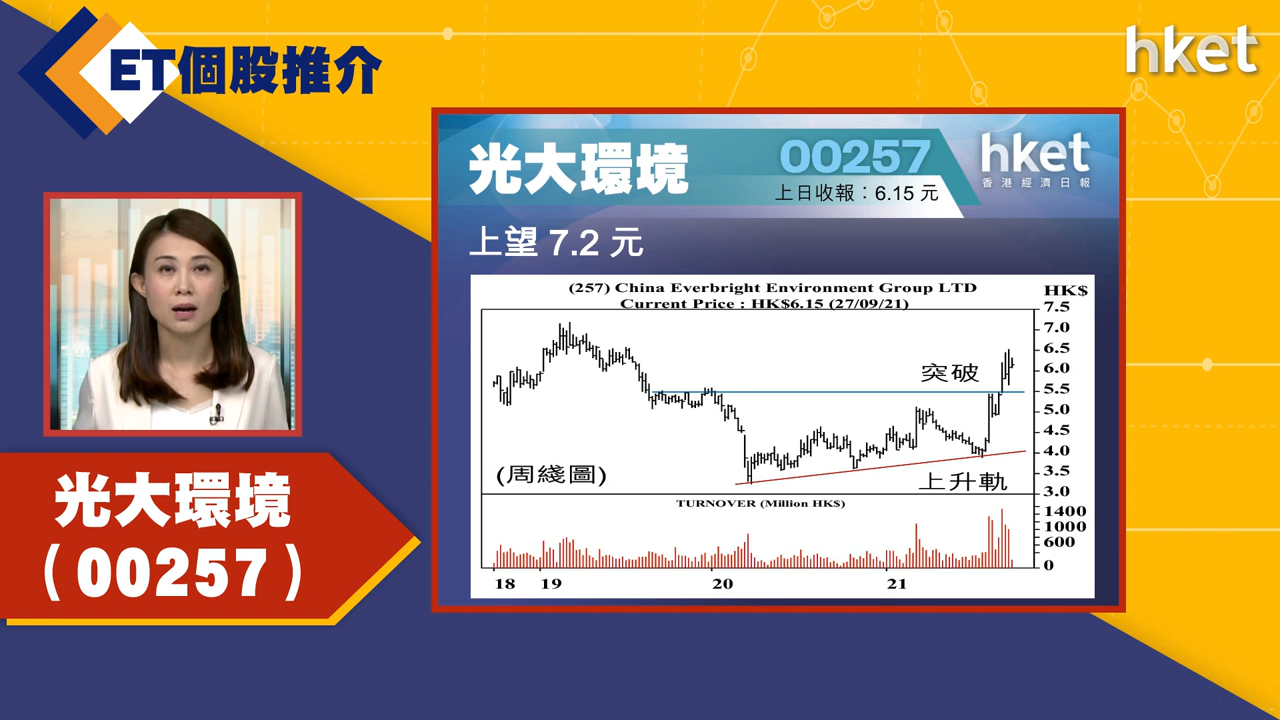 ET個股推介
hket
光大環境
00257
上日收報：6.15 元
hket
香港經濟日報
上望 7.2 元
(257) China Everbright Environment Group LTD
Current Price : HK$6.15 (27/09/21)
HK$
7.5
7.0
6.5
6.0
5.5
5.0
4.5
4.0
3.5
3.0
突破
(周綫圖)
上升軌
TURNOVER (Million HK$)
1400
1000
600
0
18 19 20 21
光大環境
(00257)